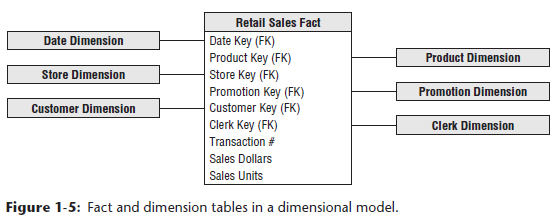 Retail Sales Fact
Date Dimension
Store Dimension
Customer Dimension
Date Key (FK)
Product Key (FK)
Store Key (FK)
Promotion Key (FK)
Customer Key (FK)
Clerk Key (FK)
Transaction #
Sales Dollars
Sales Units
Product Dimension
Promotion Dimension
Clerk Dimension
Figure 1-5: Fact and dimension tables in a dimensional model.